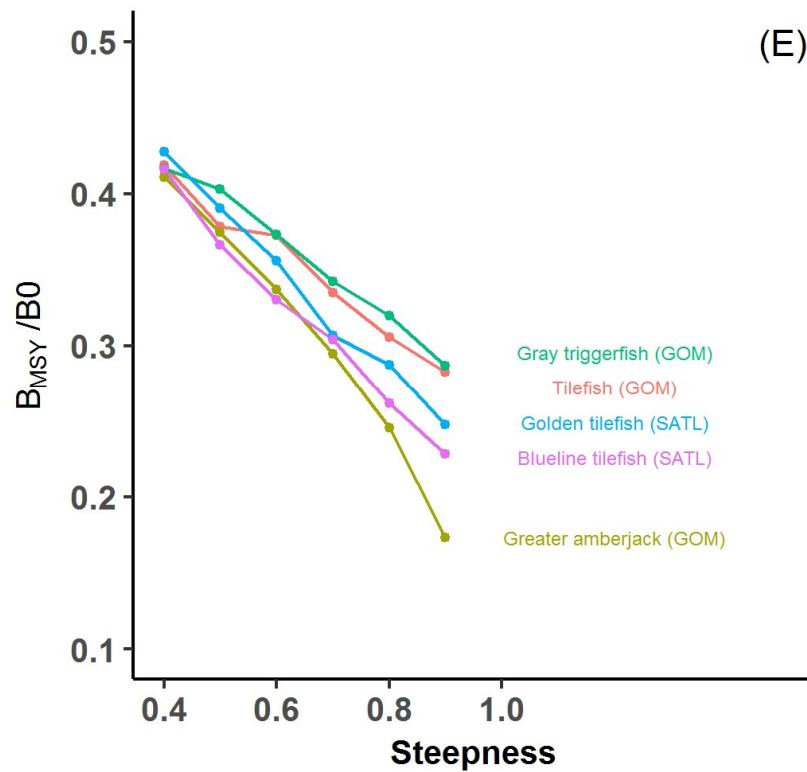 (E)
0.5
0.4
0.3
0.2
0.1
BMSY /B0
Gray triggerfish (GOM)
Tilefish (GOM)
Golden tilefish (SATL)
Blueline tilefish (SATL)
Greater amberjack (GOM)
0.4 0.6 0.8 1.0
Steepness